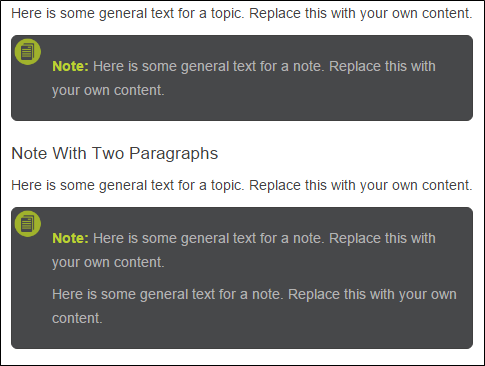 Here is some general text for a topic. Replace this with your own content.
Note: Here is some general text for a note. Replace this with
your own content.
Note With Two Paragraphs
Here is some general text for a topic. Replace this with your own content.
Note: Here is some general text for a note. Replace this with
your own content.
Here is some general text for a note. Replace this with your own
content.